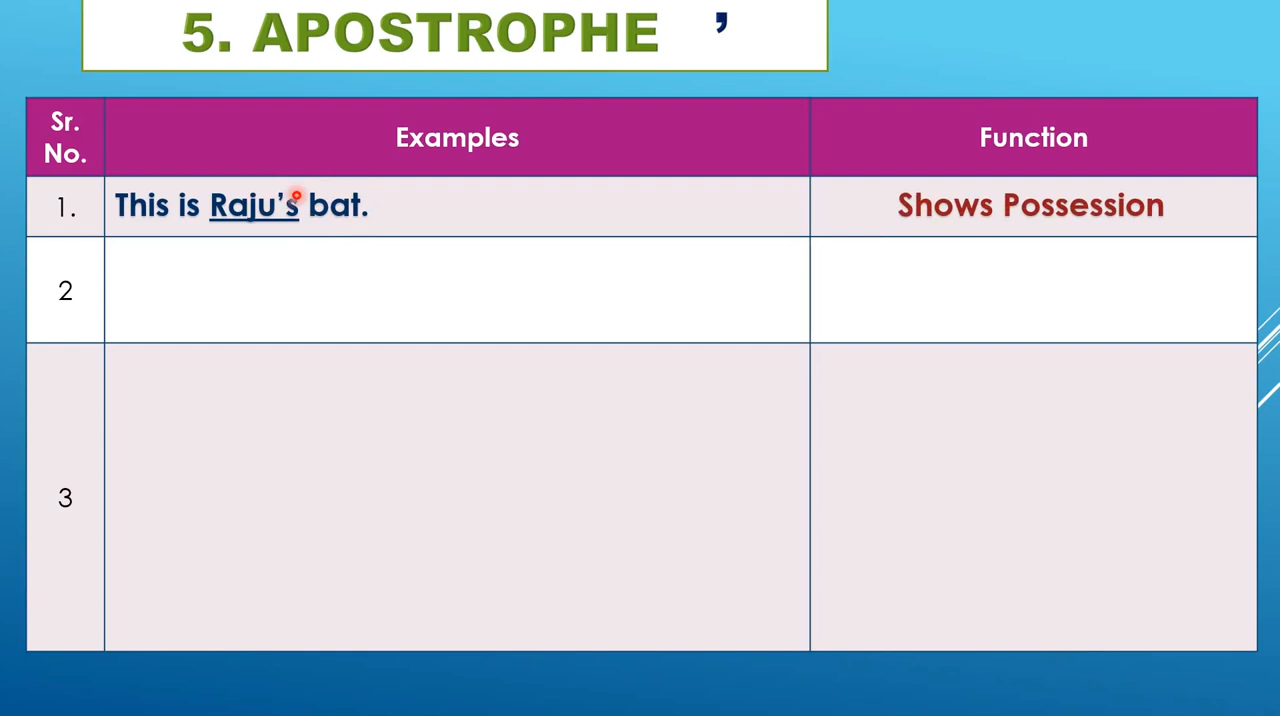 5. APOSTROPHE ’
Sr. No. Examples Function
1. This is Raju’s bat. Shows Possession
2
3